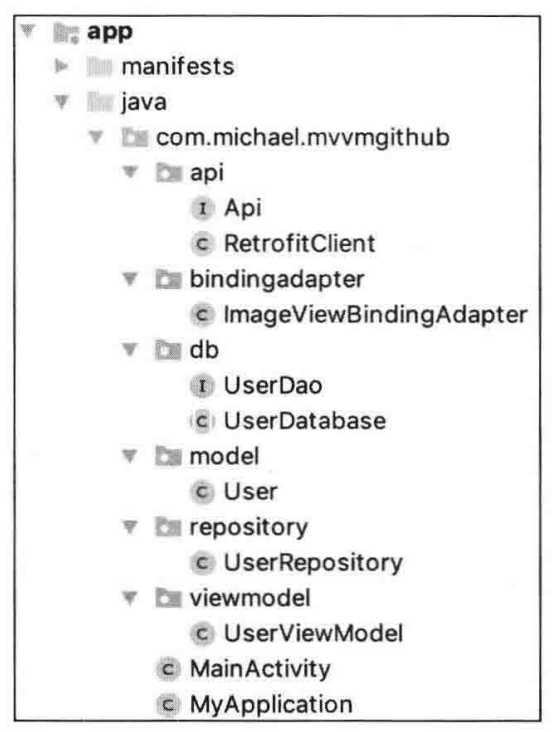 app
manifests
java
com.michael.mvvmgithub
api
I Api
C RetrofitClient
bindingadapter
C ImageViewBindingAdapter
db
I UserDao
C UserDatabase
model
C User
repository
C UserRepository
viewmodel
C UserViewModel
C MainActivity
C MyApplication